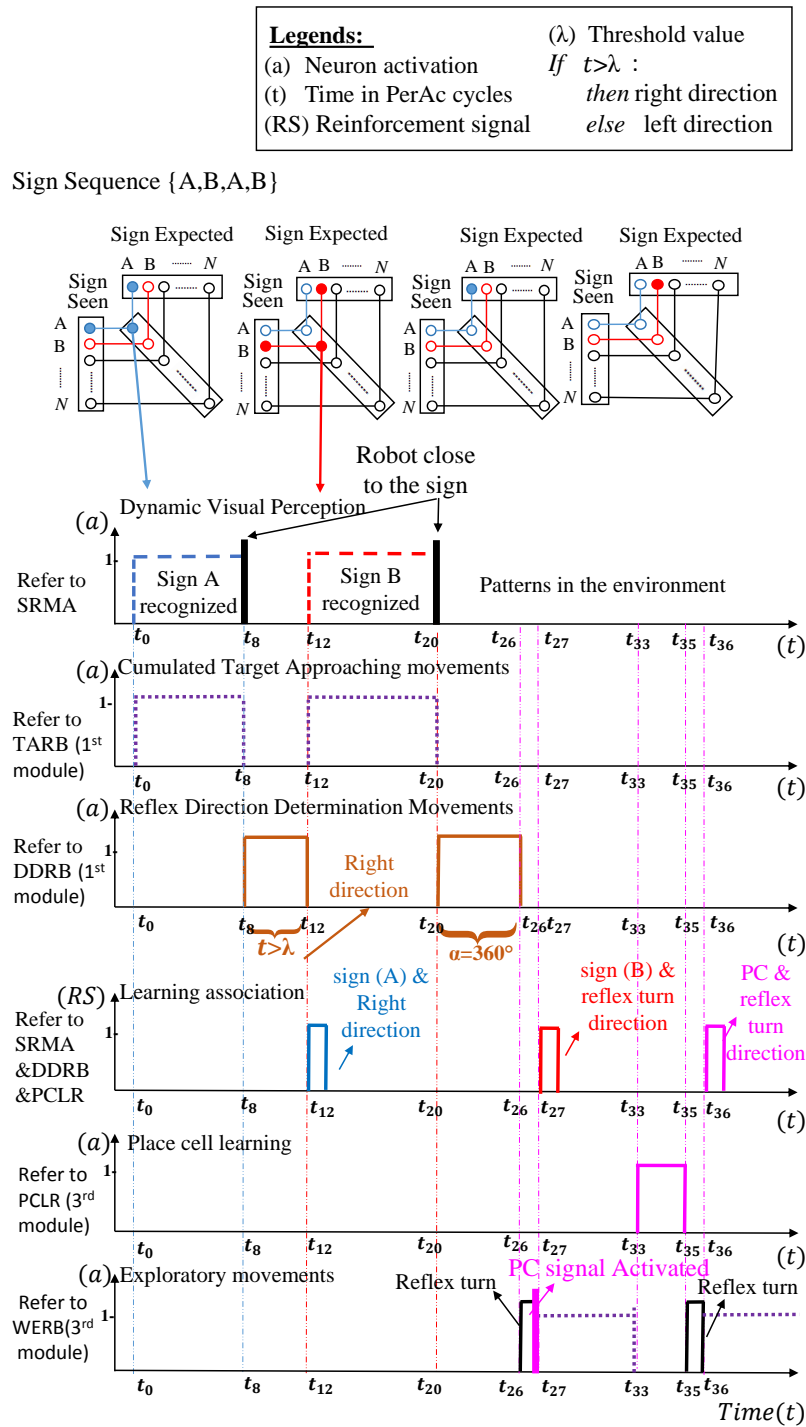 Legends:
(a) Neuron activation
(t) Time in PerAc cycles
(RS) Reinforcement signal
(λ) Threshold value
If t>λ :
then right direction
else left direction
Sign Sequence {A,B,A,B}
Sign Expected
A B ........ N
Sign
Seen
A
B
N
Sign Expected
A B ........ N
Sign
Seen
A
B
N
Sign Expected
A B ........ N
Sign
Seen
A
B
N
Sign Expected
A B ........ N
Sign
Seen
A
B
N
Robot close
to the sign
(a) Dynamic Visual Perception
1-
Refer to
SRMA
Sign A
recognized
Sign B
recognized
Patterns in the environment
t0 t8 t12 t20 t26 t27 t33 t35 t36 (t)
(a) Cumulated Target Approaching movements
1-
Refer to
TARB (1st
module)
t0 t8 t12 t20 t26 t27 t33 t35 t36 (t)
(a) Reflex Direction Determination Movements
1-
Refer to
DDRB (1st
module)
Right
direction
t0 t8 t12 t20 t26 t27 t33 t35 t36 (t)
t>λ
α=360°
(RS) Learning association
1-
Refer to
SRMA
&DDRB
&PCLR
sign (A) &
Right
direction
sign (B) &
reflex turn
direction
PC &
reflex
turn
direction
t0 t8 t12 t20 t26 t27 t33 t35 t36 (t)
(a) Place cell learning
1-
Refer to
PCLR (3rd
module)
t0 t8 t12 t20 t26 t27 t33 t35 t36 (t)
(a) Exploratory movements
1-
Refer to
WERB(3rd
module)
Reflex turn
PC signal Activated
Reflex turn
t0 t8 t12 t20 t26 t27 t33 t35 t36
Time(t)